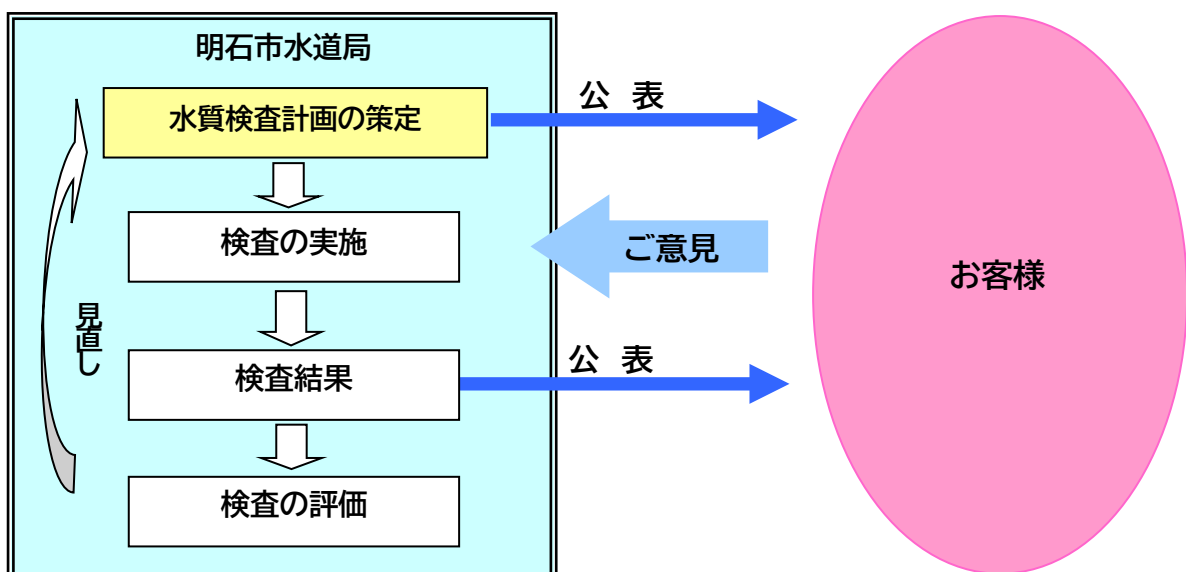 明石市水道局
水質検査計画の策定
公 表
検査の実施
ご意見
お客様
見直し
検査結果
公 表
検査の評価